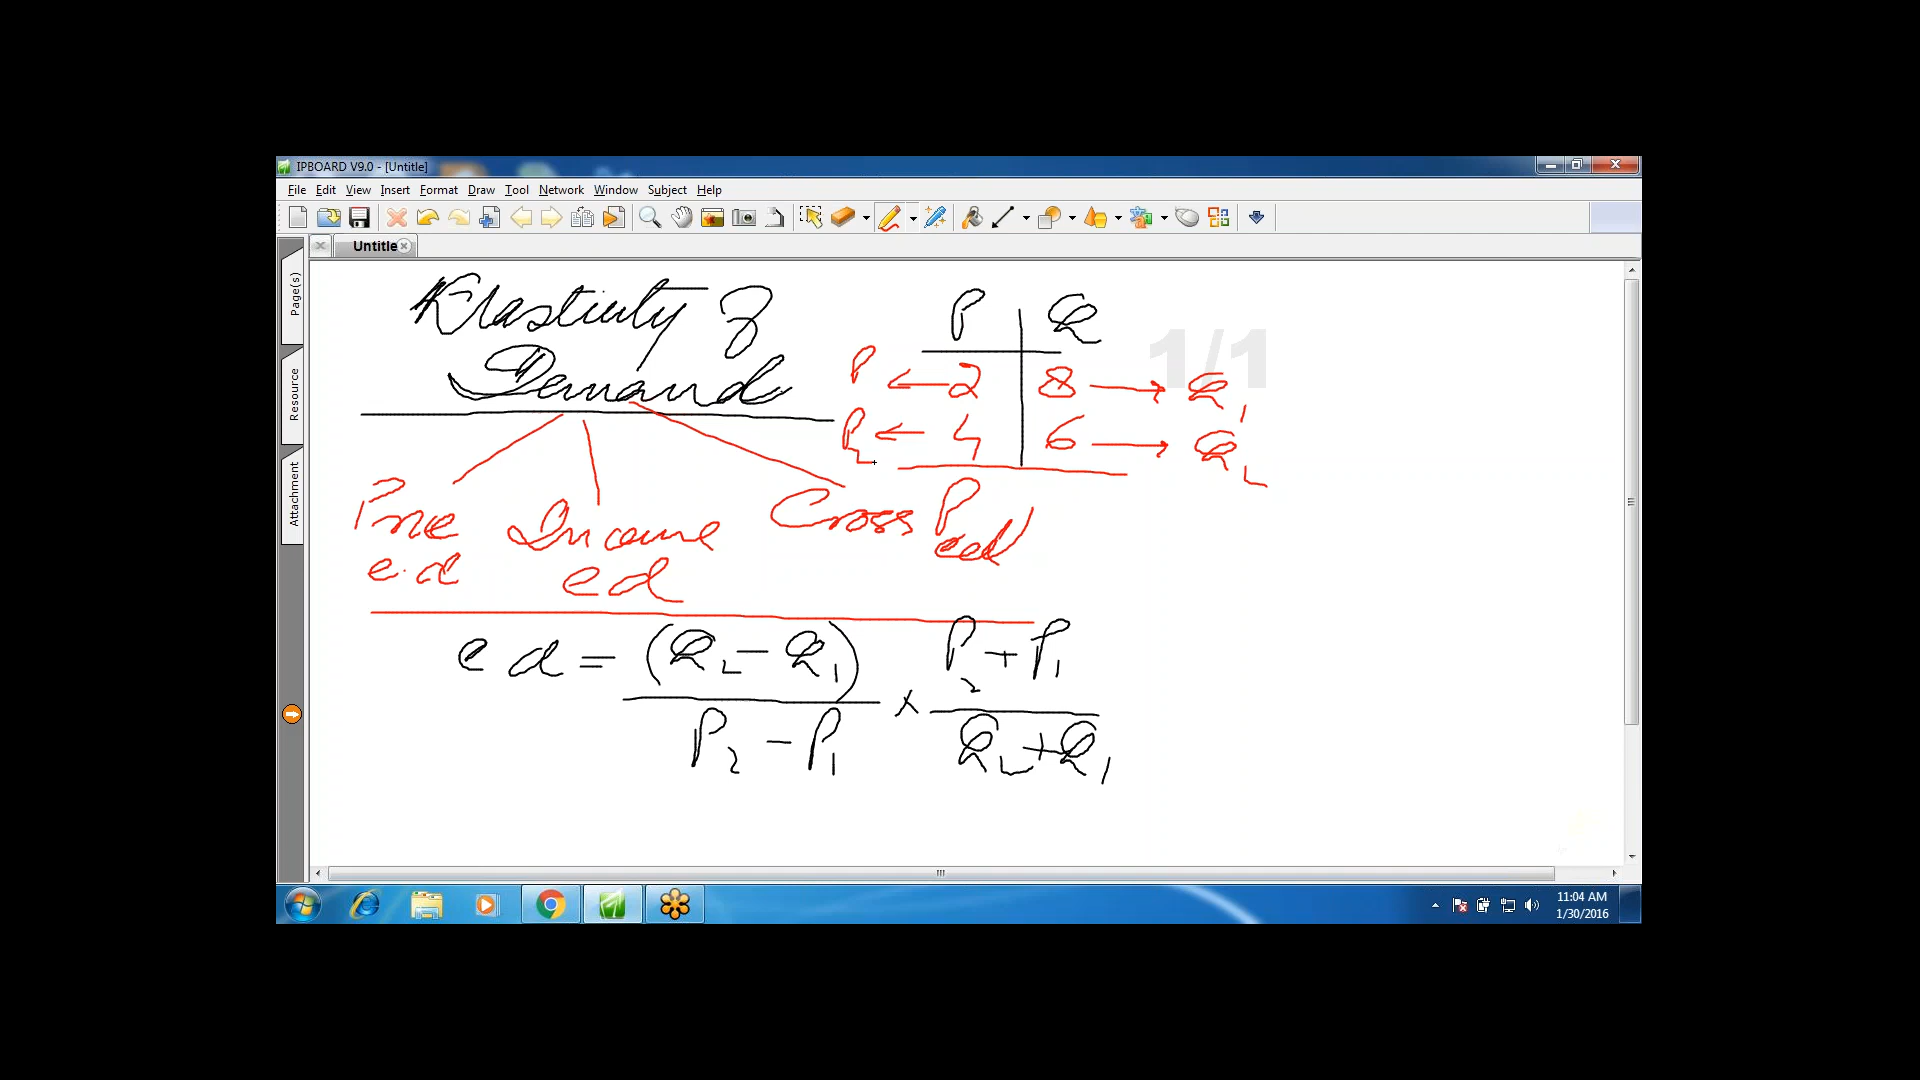 IPBOARD V9.0 - [Untitle]
File Edit View Insert Format Draw Tool Network Window Subject Help
Untitle
Page(s)
Resource
Attachment
1/1
Elasticity of
Demand
P Q
P ← 2 8 → Q1
P2 ← 4 6 → Q2
Price
e.d
Income
ed
Cross P
ed
ed = (Q2 - Q1) / P2 - P1 × P2 + P1 / Q2 + Q1
11:04 AM
1/30/2016